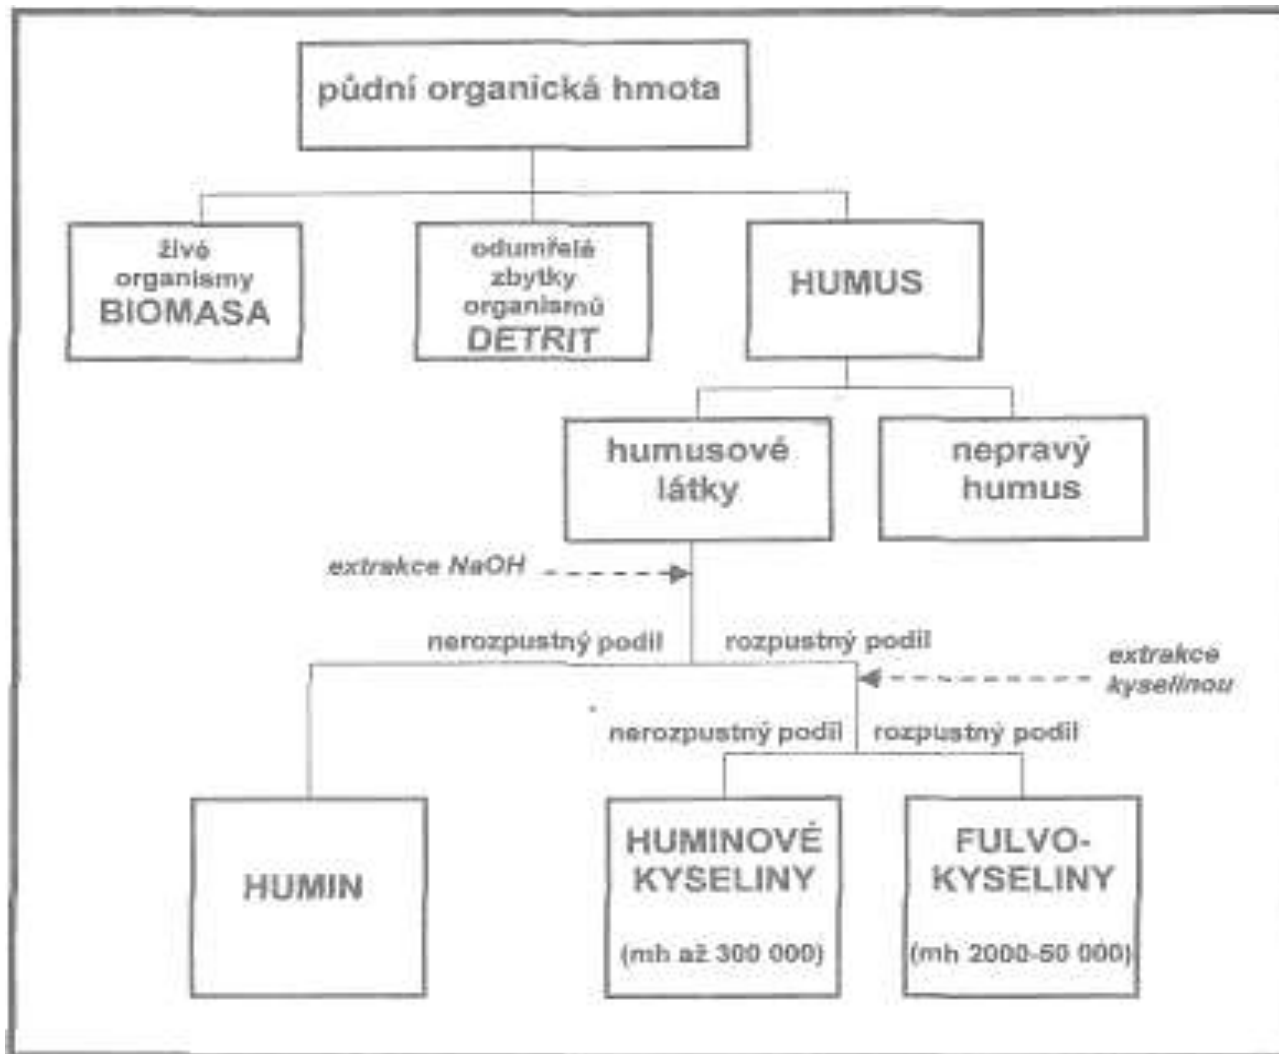 půdní organická hmota
živé
organismy
BIOMASA
odumřelé
zbytky
organismů
DETRIT
HUMUS
humusové
látky
nepravý
humus
extrakce NaOH
nerozpustný podíl
rozpustný podíl
extrakce
kyselinou
nerozpustný podíl
rozpustný podíl
HUMIN
HUMINOVÉ
KYSELINY
(mh až 300 000)
FULVO-
KYSELINY
(mh 2000-50 000)